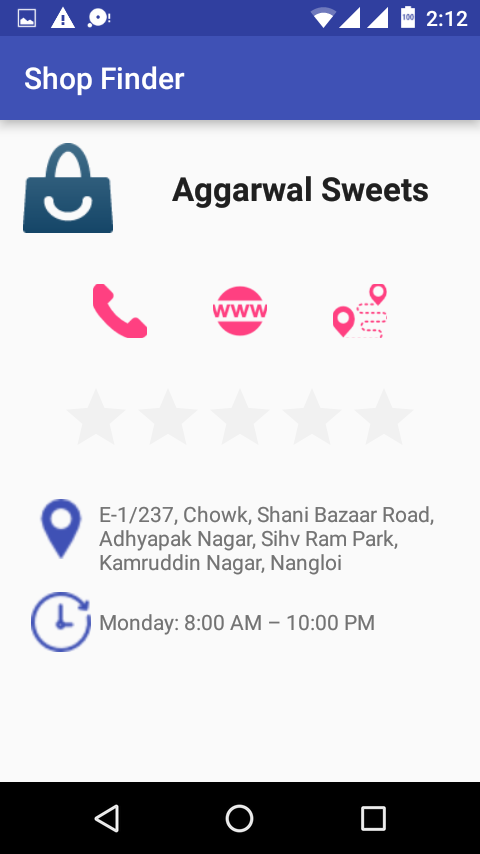 100 2:12
Shop Finder
Aggarwal Sweets
WWW
E-1/237, Chowk, Shani Bazaar Road,
Adhyapak Nagar, Sihv Ram Park,
Kamruddin Nagar, Nangloi
Monday: 8:00 AM – 10:00 PM